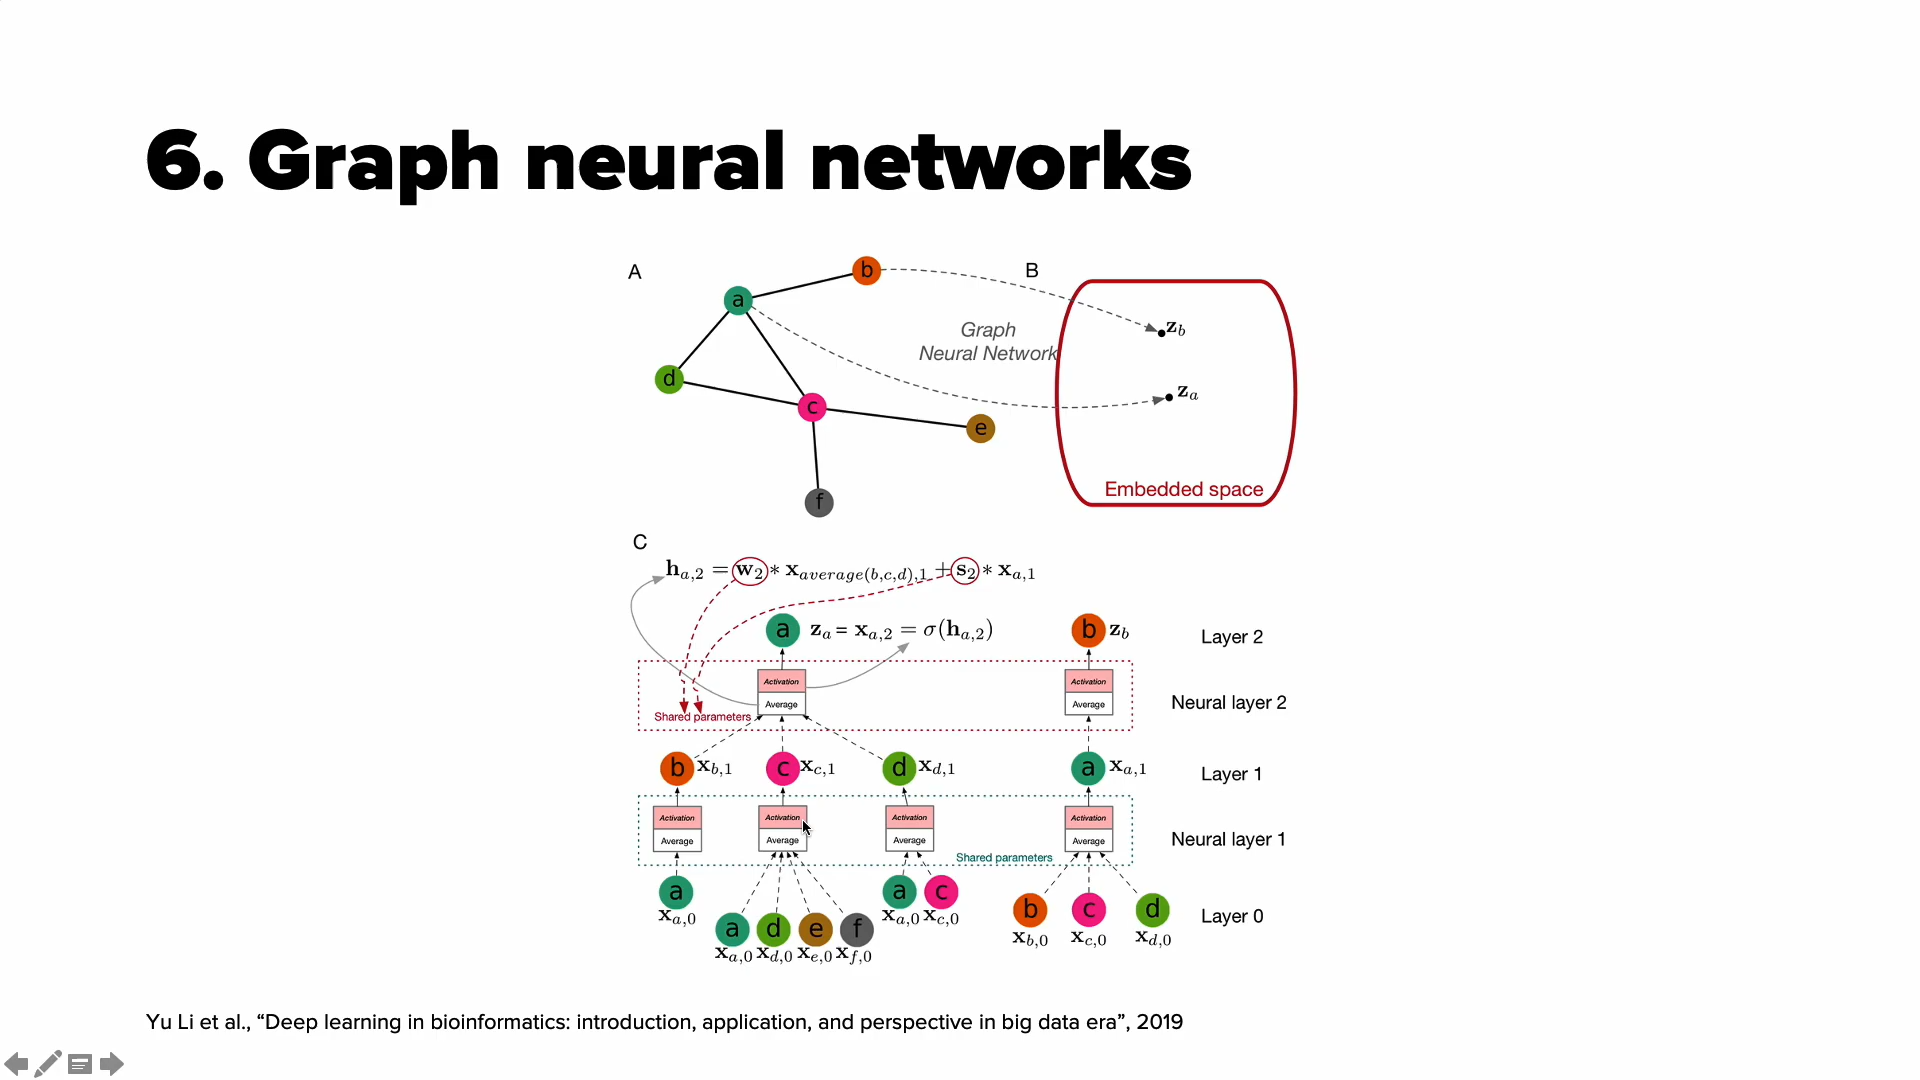 6. Graph neural networks
A
b
B
a
Graph
Neural Network
z_b
z_a
d
c
e
f
Embedded space
C
h_{a,2} = w_2 * x_{average(b,c,d),1} + s_2 * x_{a,1}
a z_a = x_{a,2} = σ(h_{a,2}) b z_b Layer 2
Activation Activation
Average Average Neural layer 2
Shared parameters
b x_{b,1} c x_{c,1} d x_{d,1} a x_{a,1} Layer 1
Activation Activation Activation Activation
Average Average Average Average Neural layer 1
Shared parameters
a a c
x_{a,0} x_{a,0} x_{c,0}
b c d Layer 0
x_{b,0} x_{c,0} x_{d,0}
a d e f
x_{a,0} x_{d,0} x_{e,0} x_{f,0}
Yu Li et al., “Deep learning in bioinformatics: introduction, application, and perspective in big data era”, 2019